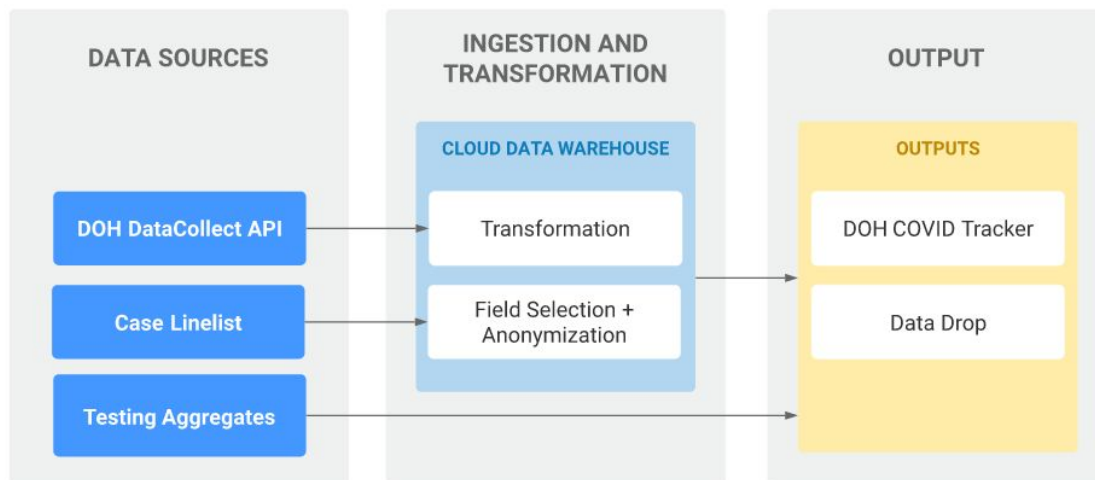 DATA SOURCES
INGESTION AND
TRANSFORMATION
OUTPUT
CLOUD DATA WAREHOUSE
OUTPUTS
DOH DataCollect API
Transformation
DOH COVID Tracker
Case Linelist
Field Selection +
Anonymization
Data Drop
Testing Aggregates